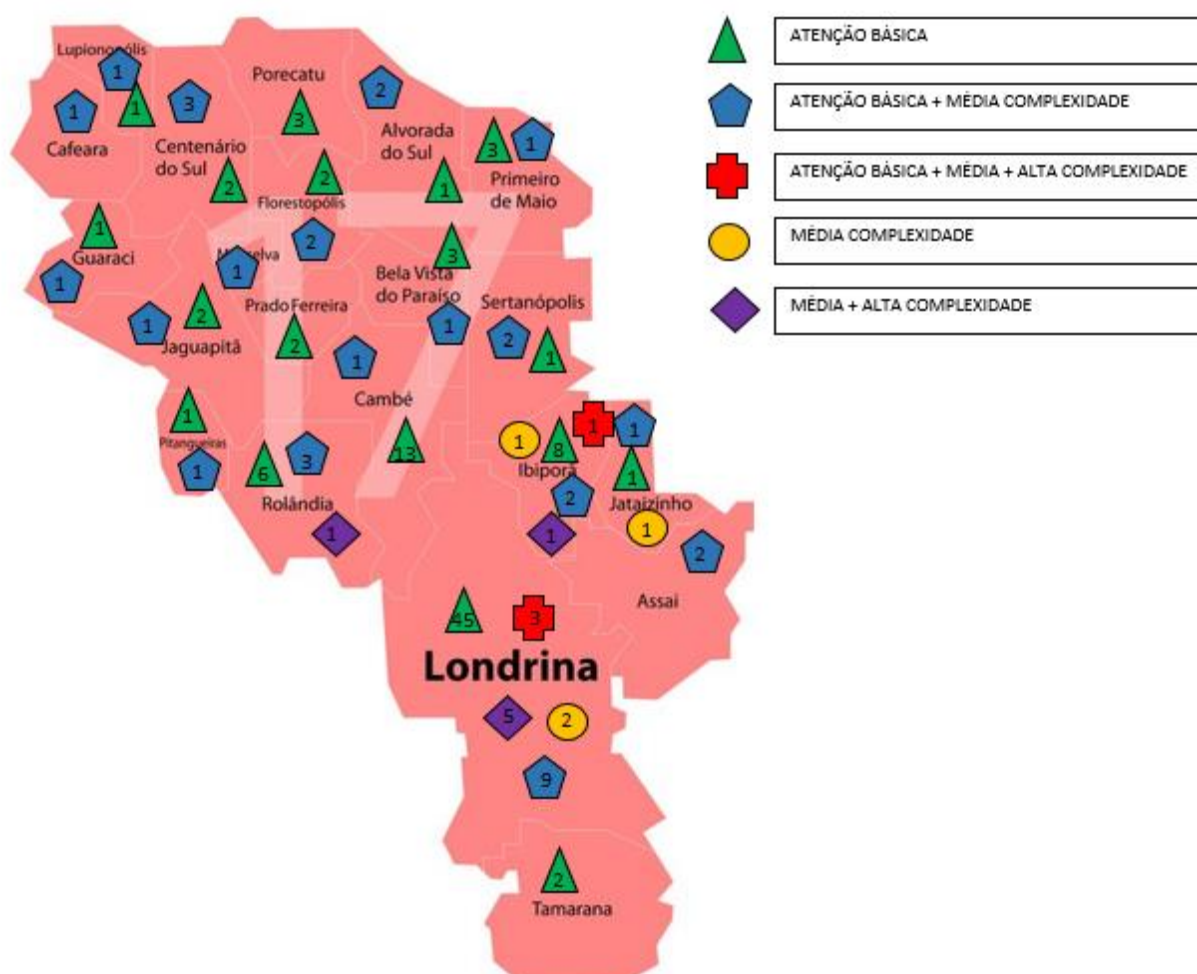 ATENÇÃO BÁSICA
ATENÇÃO BÁSICA + MÉDIA COMPLEXIDADE
ATENÇÃO BÁSICA + MÉDIA + ALTA COMPLEXIDADE
MÉDIA COMPLEXIDADE
MÉDIA + ALTA COMPLEXIDADE
17
Lupionopólis
1
1
1
Cafeara
3
Centenário
do Sul
2
Porecatu
3
2
Alvorada
do Sul
1
3
1
Primeiro
de Maio
2
Florestopólis
2
1
Guaraci
1
1
3
Bela Vista
do Paraíso
1
Sertanópolis
2
1
1
2
Jaguapitã
Prado Ferreira
2
1
Cambé
13
1
Pitangueiras
1
6
3
Rolândia
1
1
8
1
1
Ibiporã
2
1
1
Jataizinho
1
2
Assai
45
3
Londrina
5
2
9
2
Tamarana